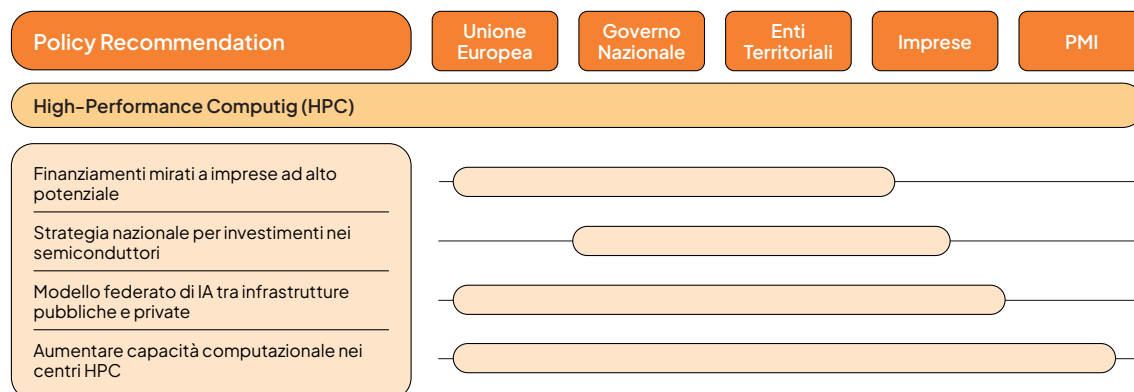 Policy Recommendation
Unione
Europea
Governo
Nazionale
Enti
Territoriali
Imprese
PMI
High-Performance Computig (HPC)
Finanziamenti mirati a imprese ad alto
potenziale
Strategia nazionale per investimenti nei
semiconduttori
Modello federato di IA tra infrastrutture
pubbliche e private
Aumentare capacità computazionale nei
centri HPC